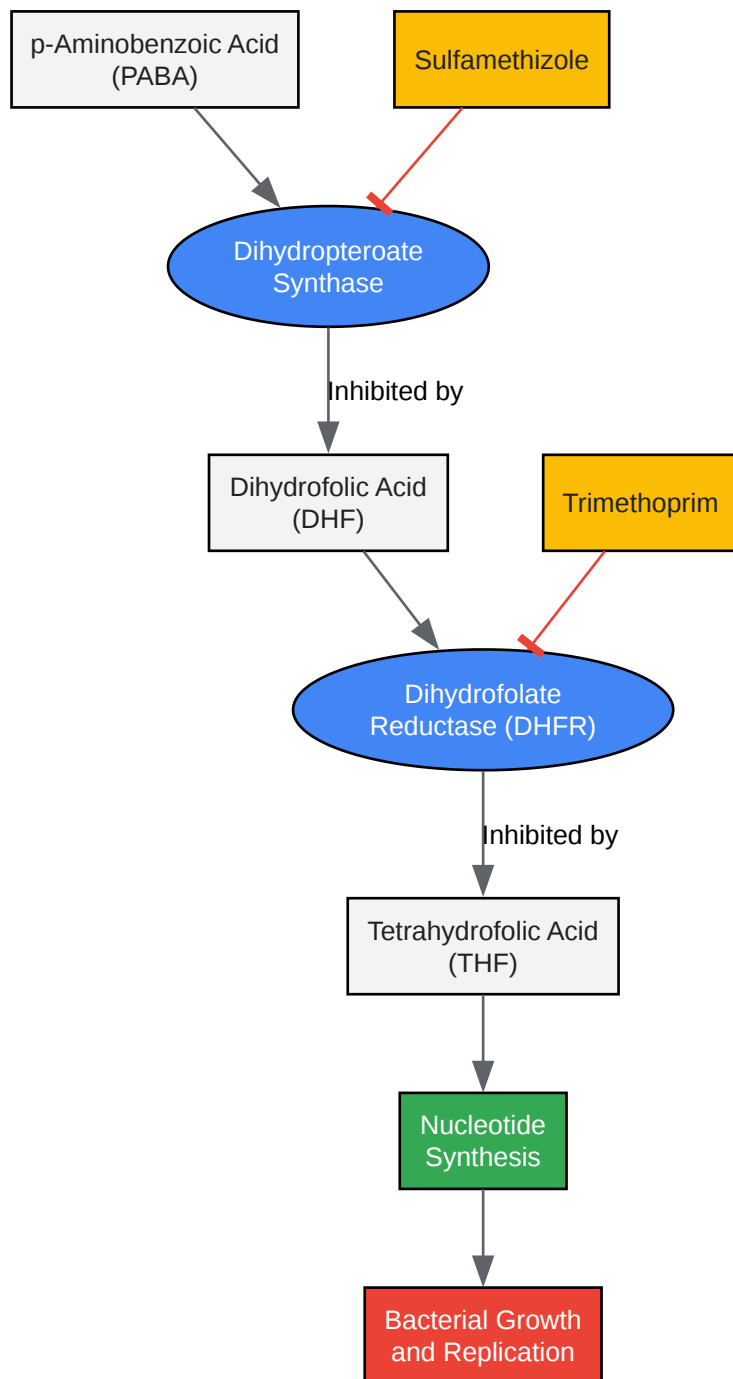 p-Aminobenzoic Acid
(PABA)
Sulfamethizole
Dihydropteroate
Synthase
Inhibited by
Dihydrofolic Acid
(DHF)
Trimethoprim
Dihydrofolate
Reductase (DHFR)
Inhibited by
Tetrahydrofolic Acid
(THF)
Nucleotide
Synthesis
Bacterial Growth
and Replication